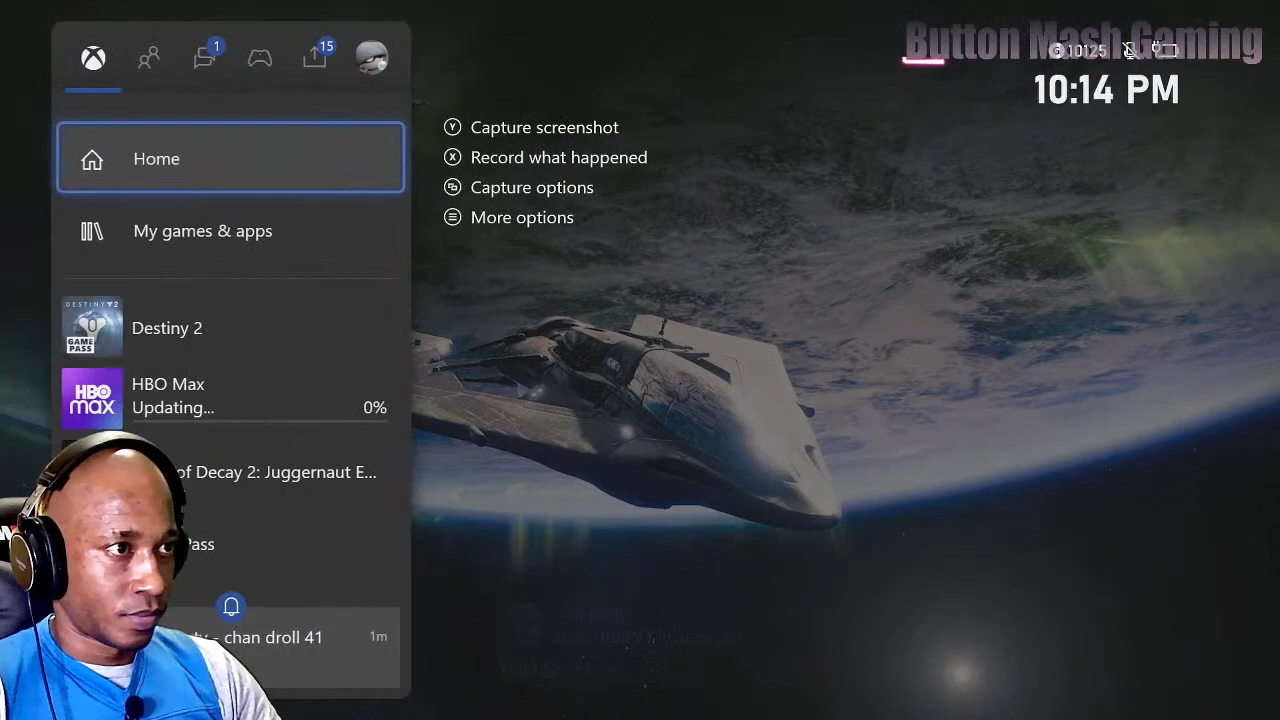 1
15
Button Mash Gaming
10125
10:14 PM
Home
Y Capture screenshot
X Record what happened
Capture options
More options
My games & apps
DESTINY 2
GAME PASS
Destiny 2
HBO max
HBO Max
Updating...
0%
of Decay 2: Juggernaut E...
Pass
- chan droll 41
1m